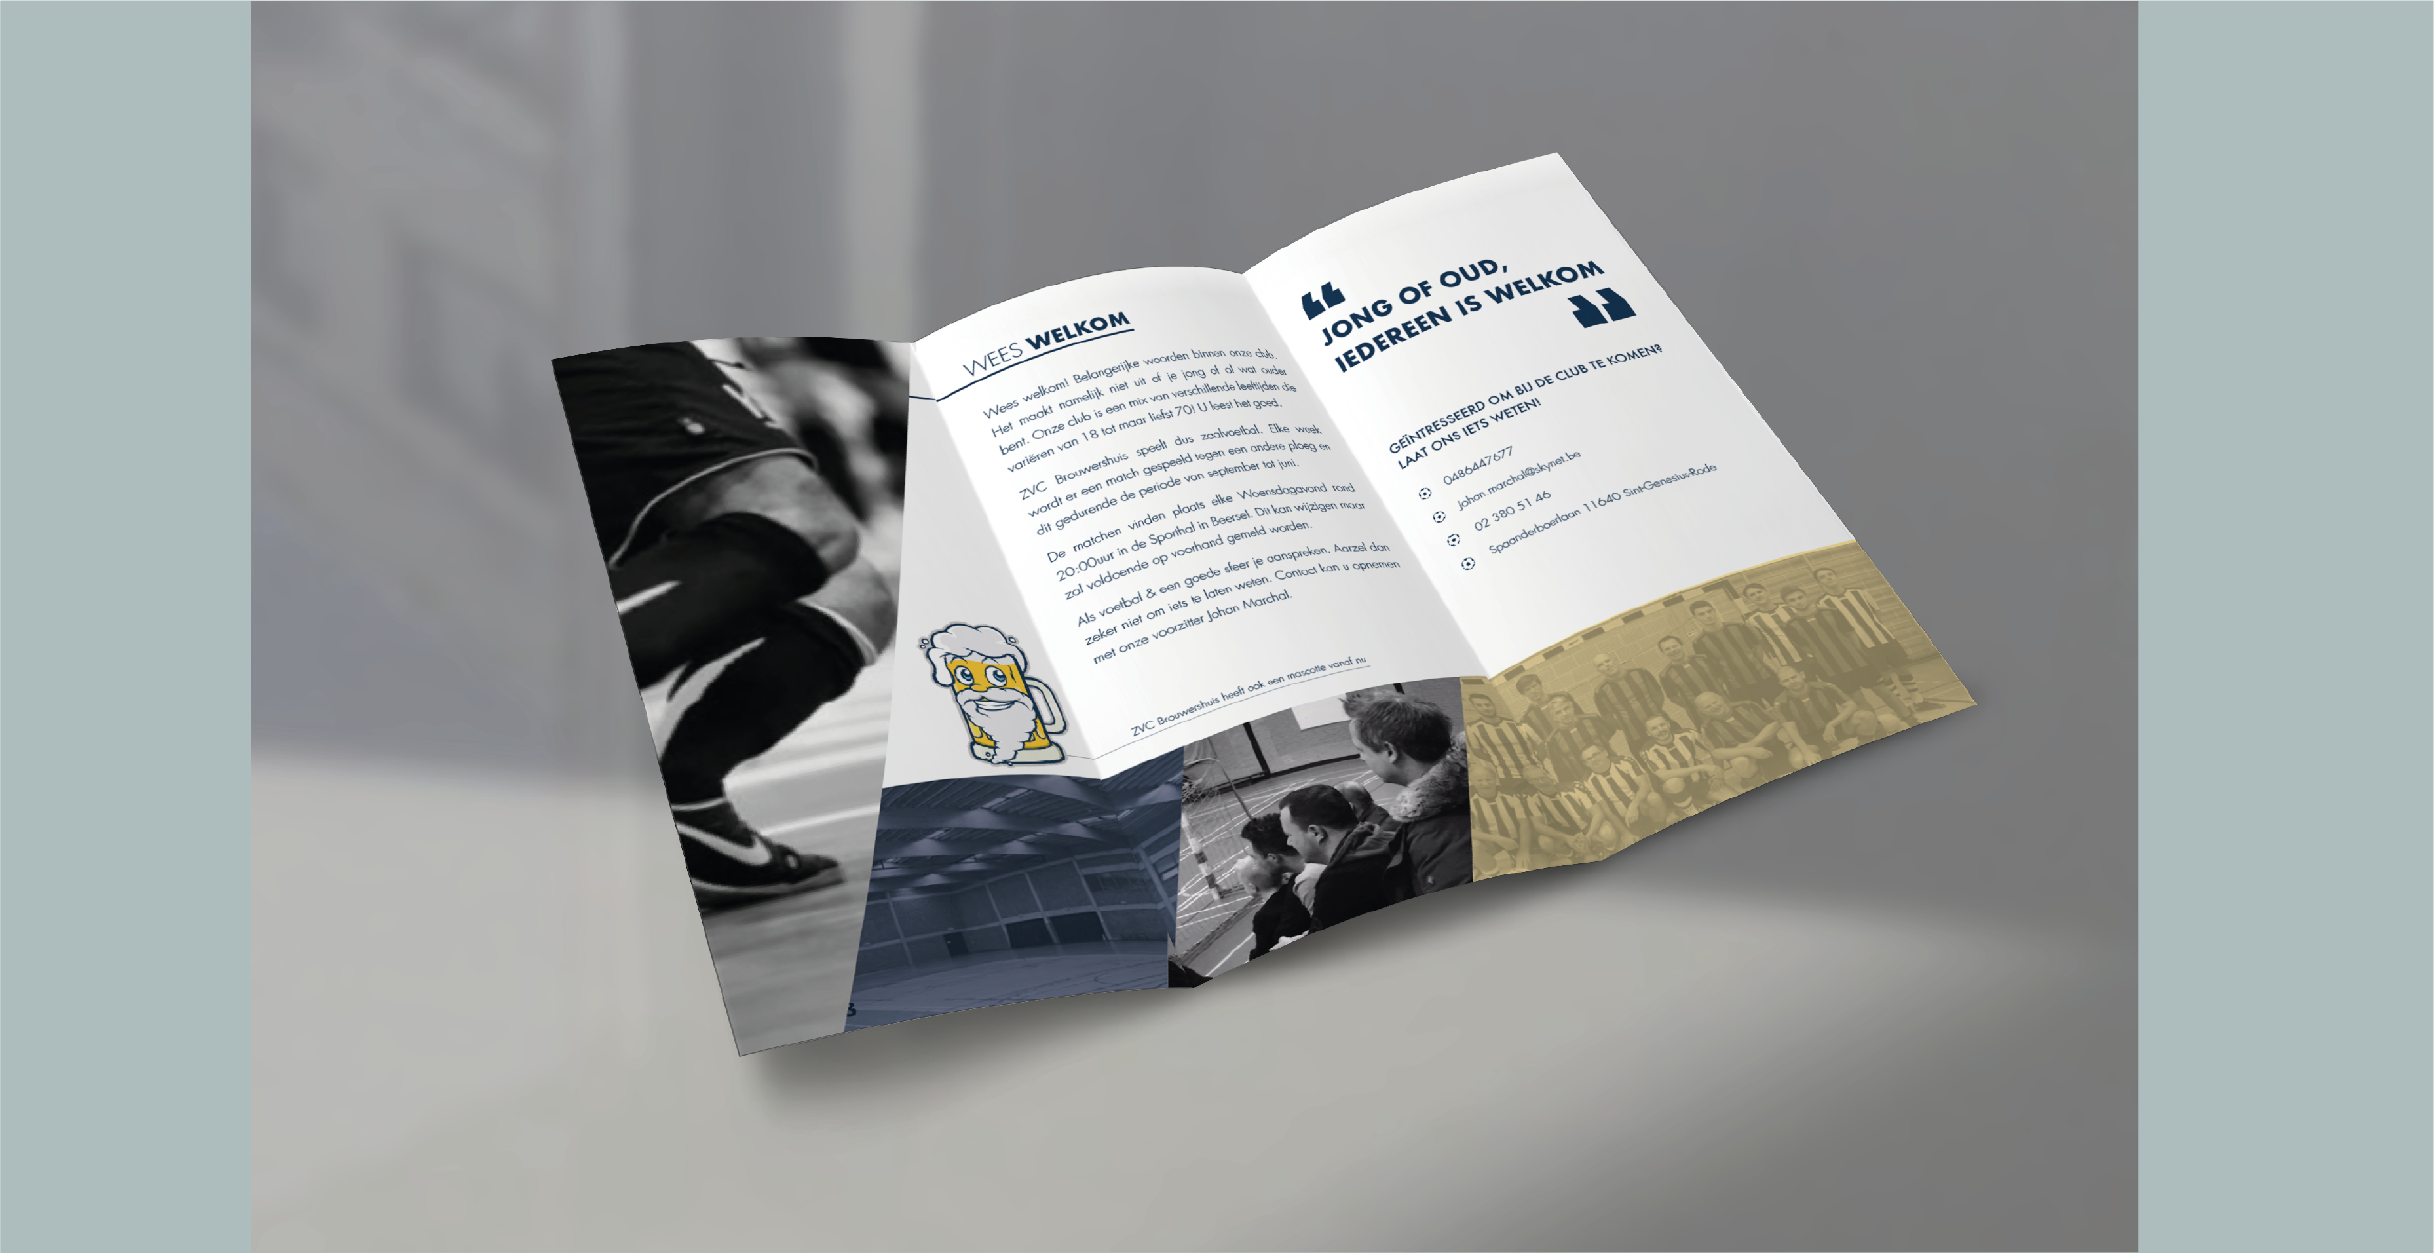 WEES WELKOM
Wees welkom! Belangerijke woorden binnen onze club.
Het maakt namelijk niet uit of je jong of al wat ouder
bent. Onze club is een mix van verschillende leeftijden die
variëren van 18 tot maar liefst 70! U leest het goed.
ZVC Brouwershuis speelt dus zaalvoetbal. Elke week
wordt er een match gespeeld tegen een andere ploeg en
dit gedurende de periode van september tot juni.
De matchen vinden plaats elke Woensdagavond rond
20:00uur in de Sporthal in Beersel. Dit kan wijzigen maar
zal voldoende op voorhand gemeld worden.
Als voetbal & een goede sfeer je aanspreken. Aarzel dan
zeker niet om iets te laten weten. Contact kan u opnemen
met onze voorzitter Johan Marchal.
ZVC Brouwershuis heeft ook een mascotte vanaf nu
“
JONG OF OUD,
IEDEREEN IS WELKOM
”
GEÏNTRESSEERD OM BIJ DE CLUB TE KOMEN?
LAAT ONS IETS WETEN!
0486447677
johan.marchal@skynet.be
02 380 51 46
Spaanderboerlaan 11640 Sint-Genesius-Rode